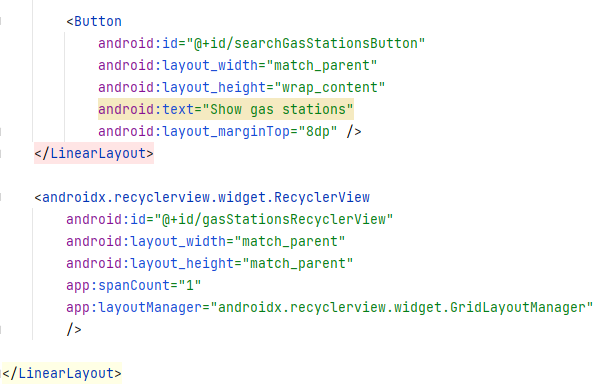 <Button
android:id="@+id/searchGasStationsButton"
android:layout_width="match_parent"
android:layout_height="wrap_content"
android:text="Show gas stations"
android:layout_marginTop="8dp" />
</LinearLayout>
<androidx.recyclerview.widget.RecyclerView
android:id="@+id/gasStationsRecyclerView"
android:layout_width="match_parent"
android:layout_height="match_parent"
app:spanCount="1"
app:layoutManager="androidx.recyclerview.widget.GridLayoutManager"
/>
</LinearLayout>